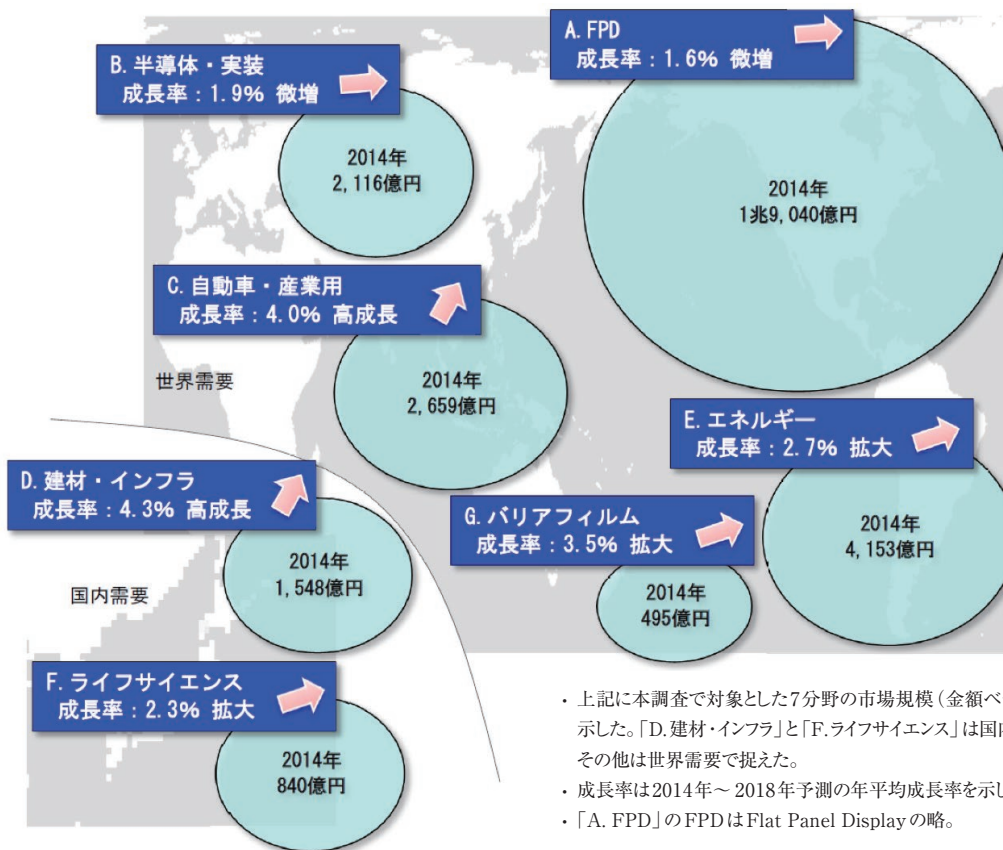 A. FPD
成長率：1.6% 微増
2014年
1兆9,040億円
B. 半導体・実装
成長率：1.9% 微増
2014年
2,116億円
C. 自動車・産業用
成長率：4.0% 高成長
2014年
2,659億円
世界需要
D. 建材・インフラ
成長率：4.3% 高成長
2014年
1,548億円
国内需要
E. エネルギー
成長率：2.7% 拡大
2014年
4,153億円
G. バリアフィルム
成長率：3.5% 拡大
2014年
495億円
F. ライフサイエンス
成長率：2.3% 拡大
2014年
840億円
・上記に本調査で対象とした7分野の市場規模（金額ベ
示した。「D.建材・インフラ」と「F.ライフサイエンス」は国内
その他は世界需要で捉えた。
・成長率は2014年～2018年予測の年平均成長率を示し
・「A. FPD」のFPDはFlat Panel Displayの略。